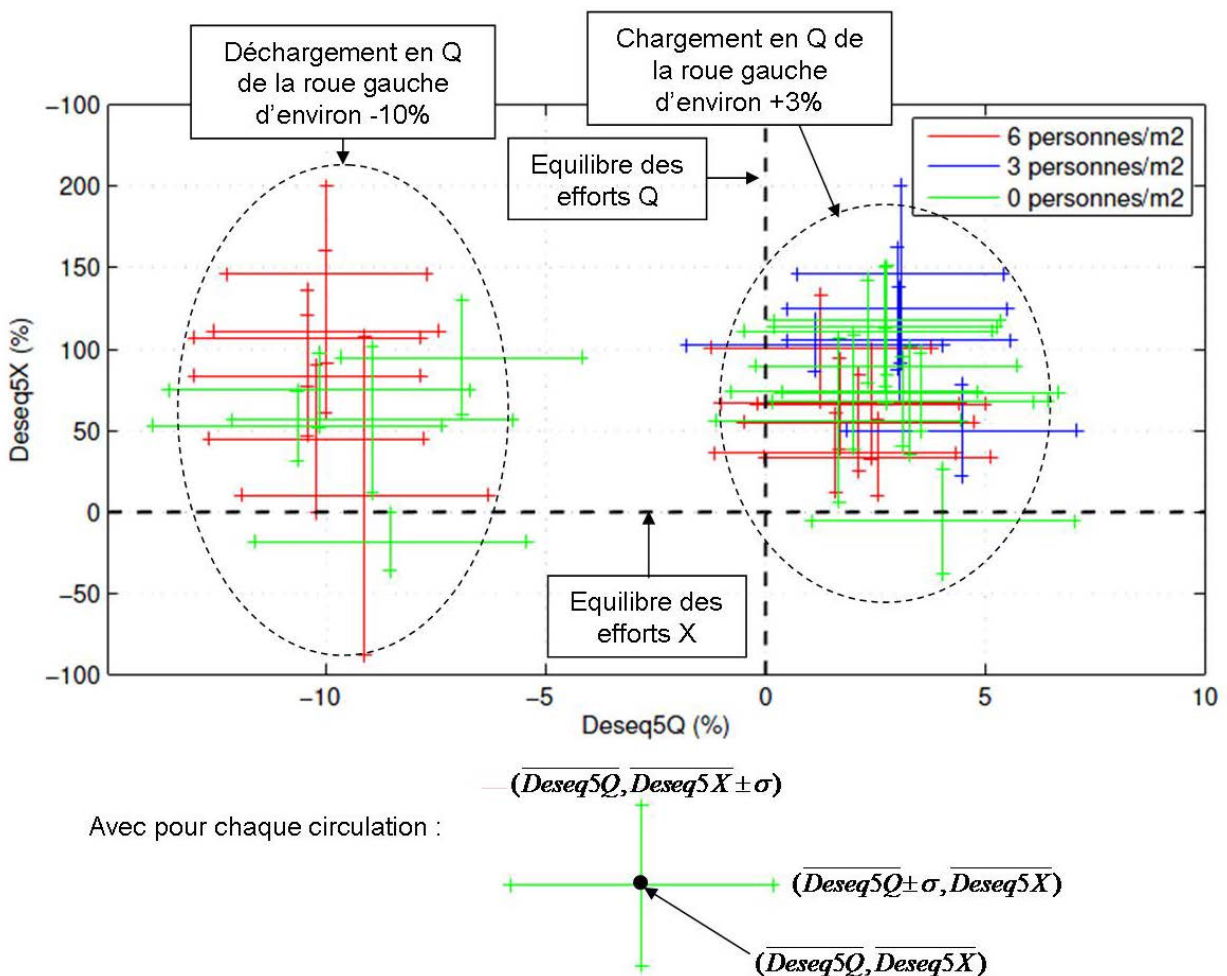 Déchargement en Q
de la roue gauche
d'environ -10%
Chargement en Q de
la roue gauche
d'environ +3%
Equilibre des
efforts Q
6 personnes/m2
3 personnes/m2
0 personnes/m2
Deseq5X (%)
-100
200
150
100
50
0
-50
-100
Equilibre des
efforts X
-10
-5
0
5
10
Deseq5Q (%)
(Deseq5Q, Deseq5X ± σ)
Avec pour chaque circulation :
(Deseq5Q ± σ, Deseq5X)
(Deseq5Q, Deseq5X)